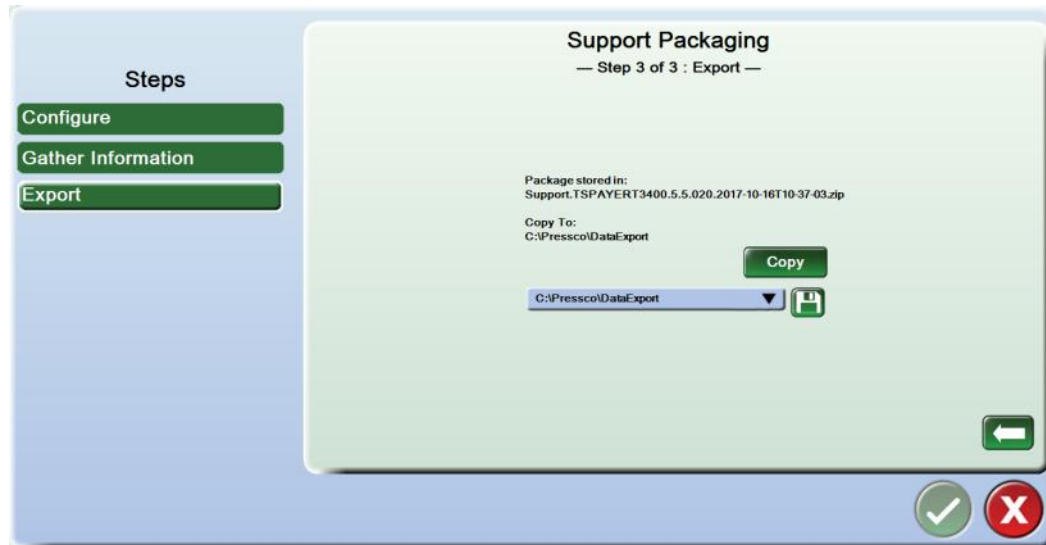 Steps
Configure
Gather Information
Export
Support Packaging
— Step 3 of 3 : Export —
Package stored in:
Support.TSPAYERT3400.5.5.020.2017-10-16T10-37-03.zip
Copy To:
C:\Pressco\DataExport
Copy
C:\Pressco\DataExport